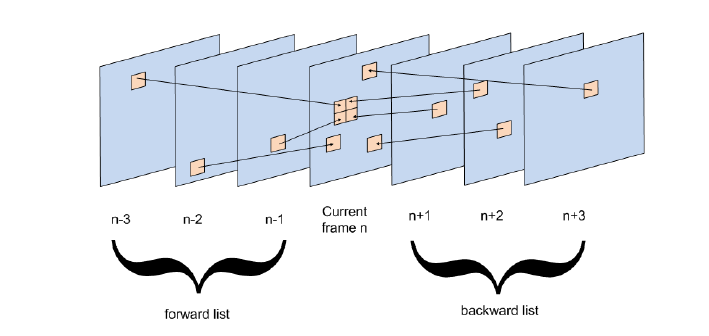 n-3
n-2
n-1
Current
frame n
n+1
n+2
n+3
forward list
backward list